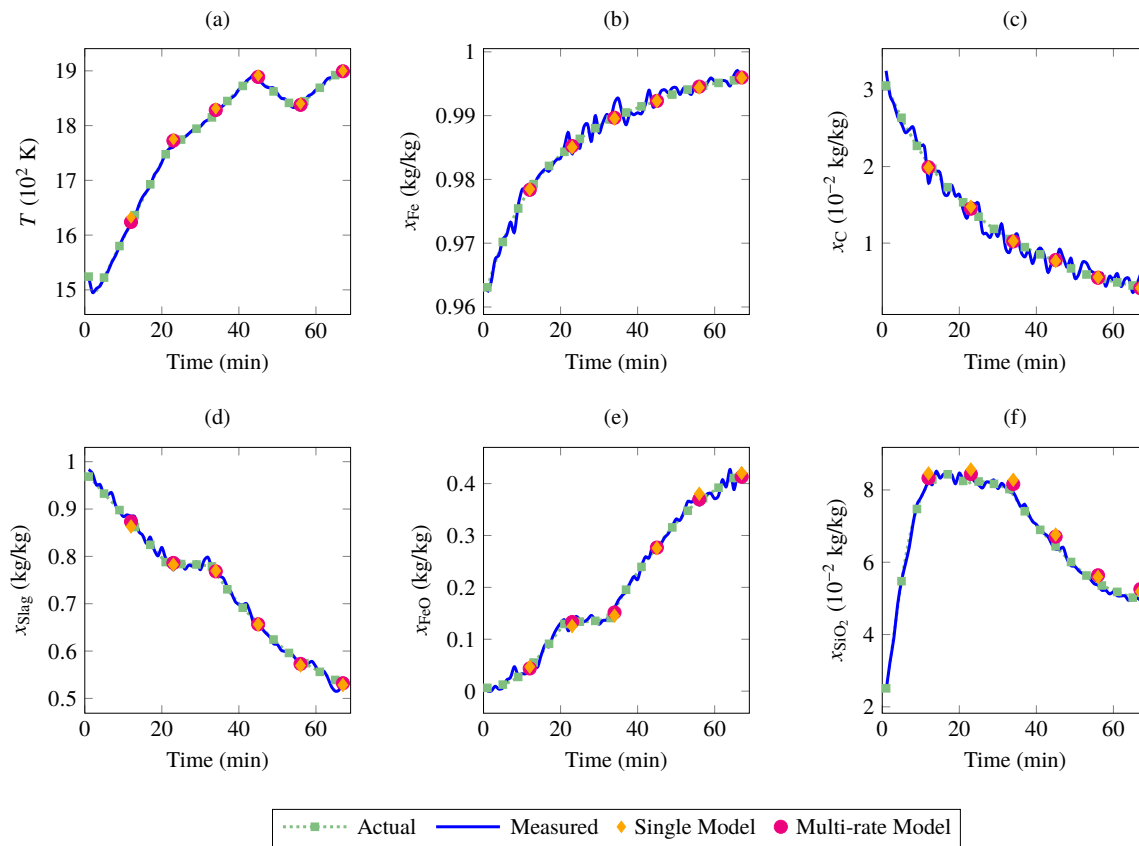 (a)
(b)
(c)
19
18
17
16
15
T (10² K)
0
20
40
60
Time (min)
1
0.99
0.98
0.97
0.96
x_Fe (kg/kg)
0
20
40
60
Time (min)
3
2
1
x_C (10⁻² kg/kg)
0
20
40
60
Time (min)
(d)
(e)
(f)
1
0.9
0.8
0.7
0.6
0.5
x_Slag (kg/kg)
0
20
40
60
Time (min)
0.4
0.3
0.2
0.1
0
x_FeO (kg/kg)
0
20
40
60
Time (min)
8
6
4
2
x_SiO₂ (10⁻² kg/kg)
0
20
40
60
Time (min)
Actual Measured Single Model Multi-rate Model